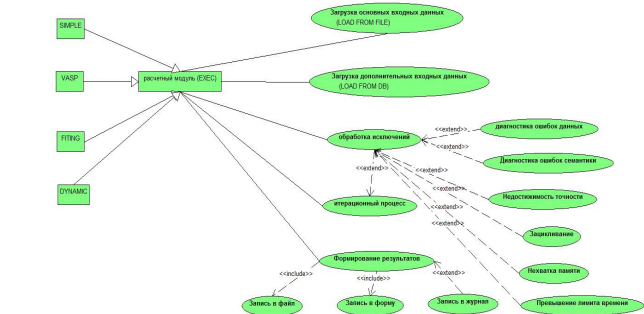 SIMPLE
Загрузка основных входных данных
(LOAD FROM FILE)
VASP
расчетный модуль (EXEC)
Загрузка дополнительных входных данных
(LOAD FROM DB)
FITING
обработка исключений
<<extend>>
диагностика ошибок данных
<<extend>>
Диагностика ошибок семантики
<<extend>>
<<extend>>
DYNAMIC
<<extend>>
Недостижимость точности
итерационный процесс
<<extend>>
<<extend>>
Зацикливание
Формирование результатов
<<include>>
<<include>>
<<extend>>
Нехватка памяти
Запись в файл
Запись в форму
Запись в журнал
Превышение лимита времени